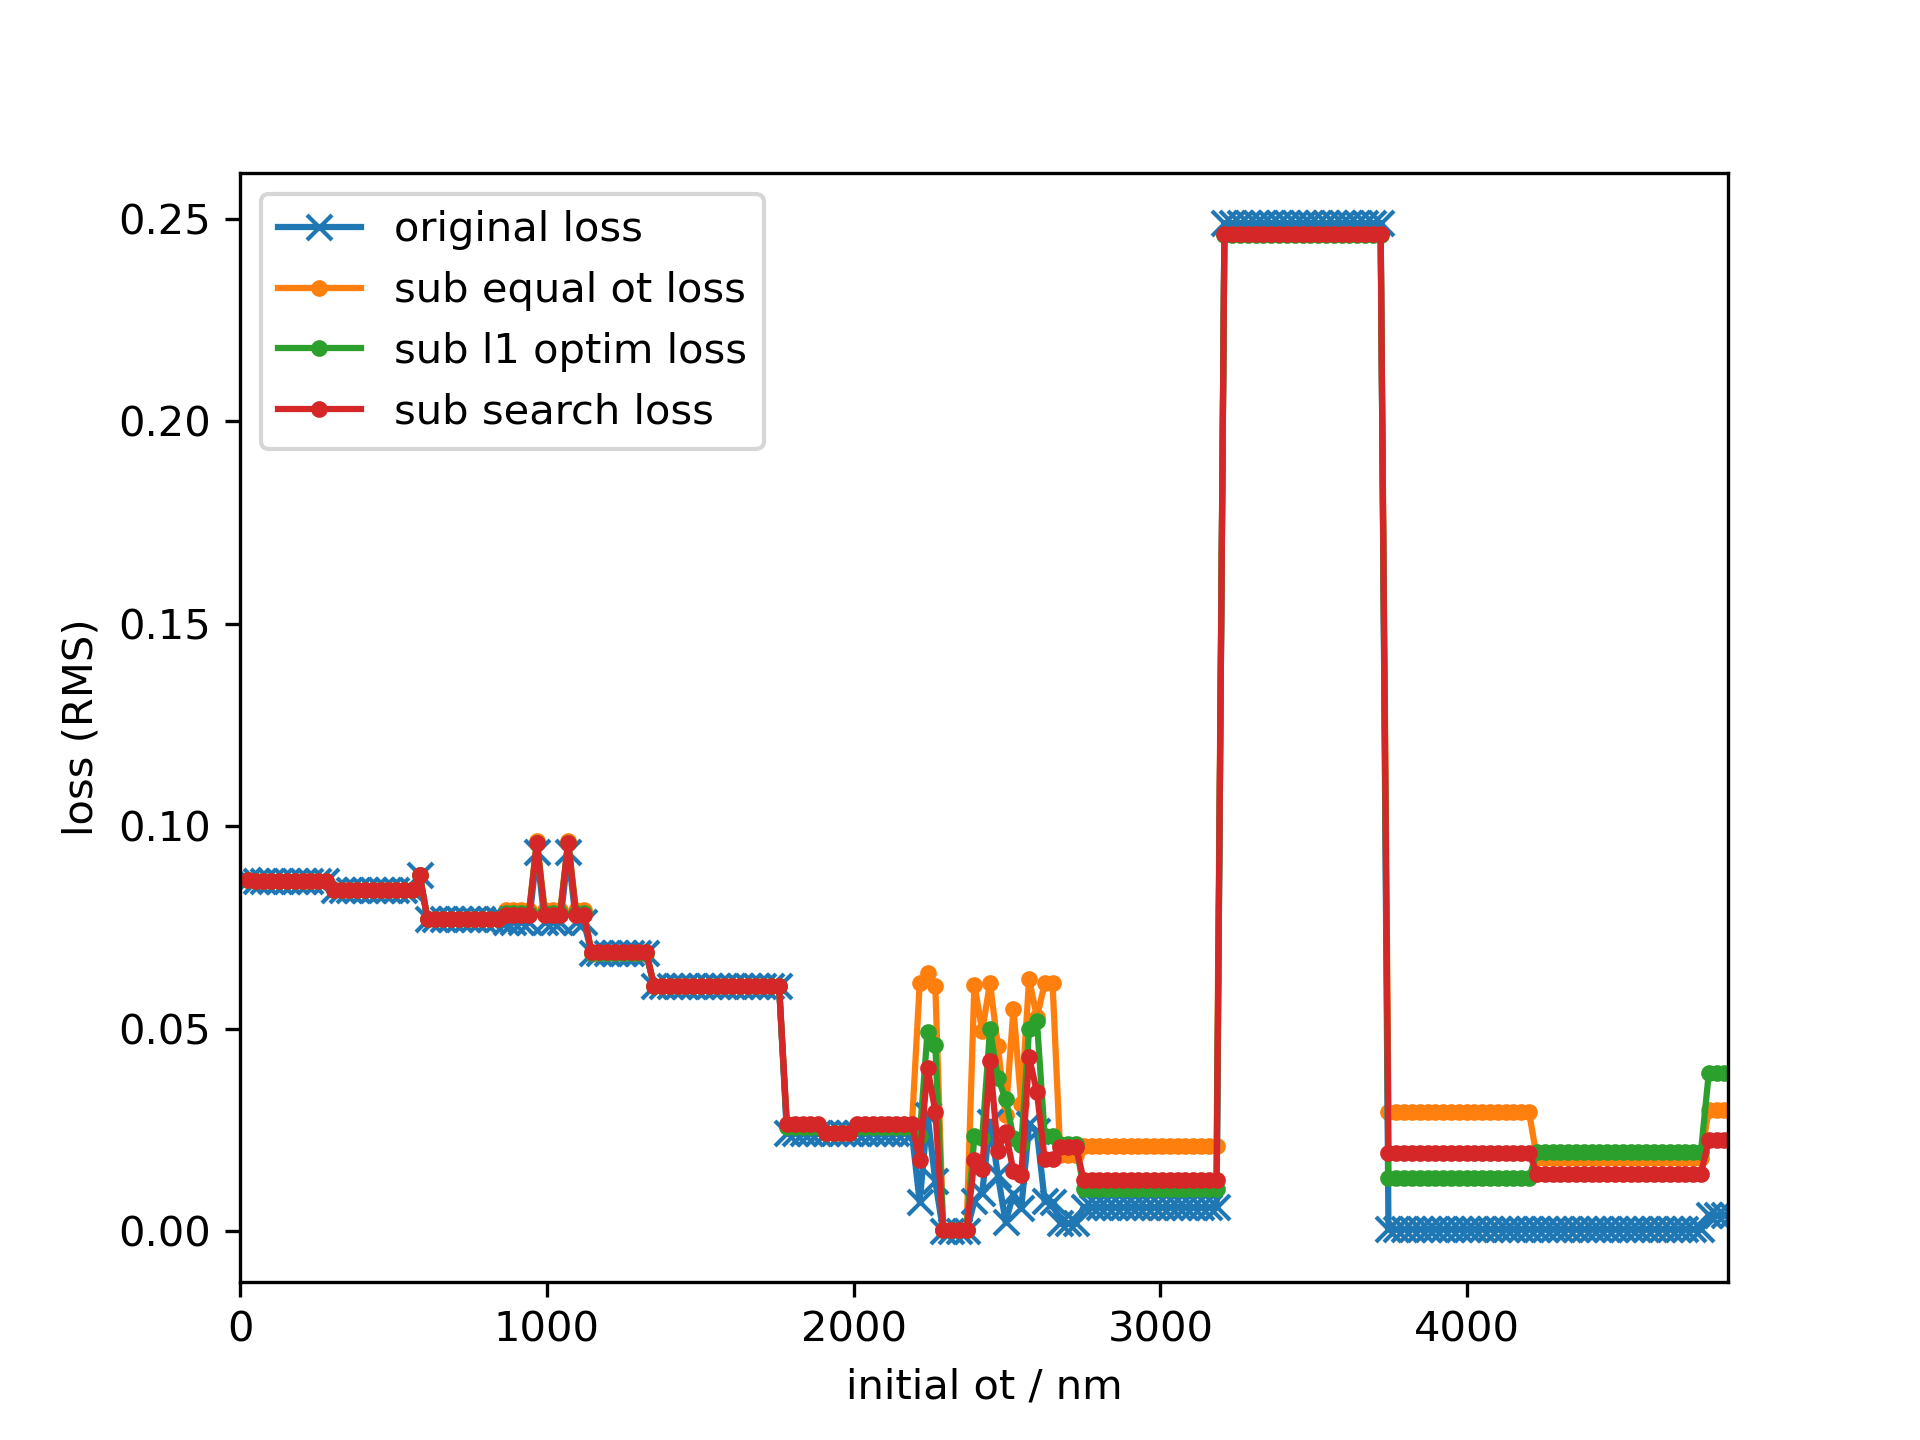 original loss
sub equal ot loss
sub l1 optim loss
sub search loss
0.25
0.20
0.15
0.10
0.05
0.00
loss (RMS)
0
1000
2000
3000
4000
initial ot / nm